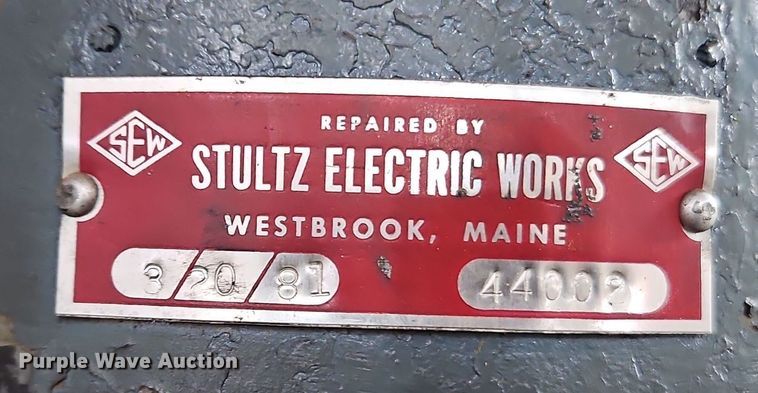 REPAIRED BY
SEW STULTZ ELECTRIC WORKS SEW
WESTBROOK, MAINE
3/20/81 44002
Purple Wave Auction